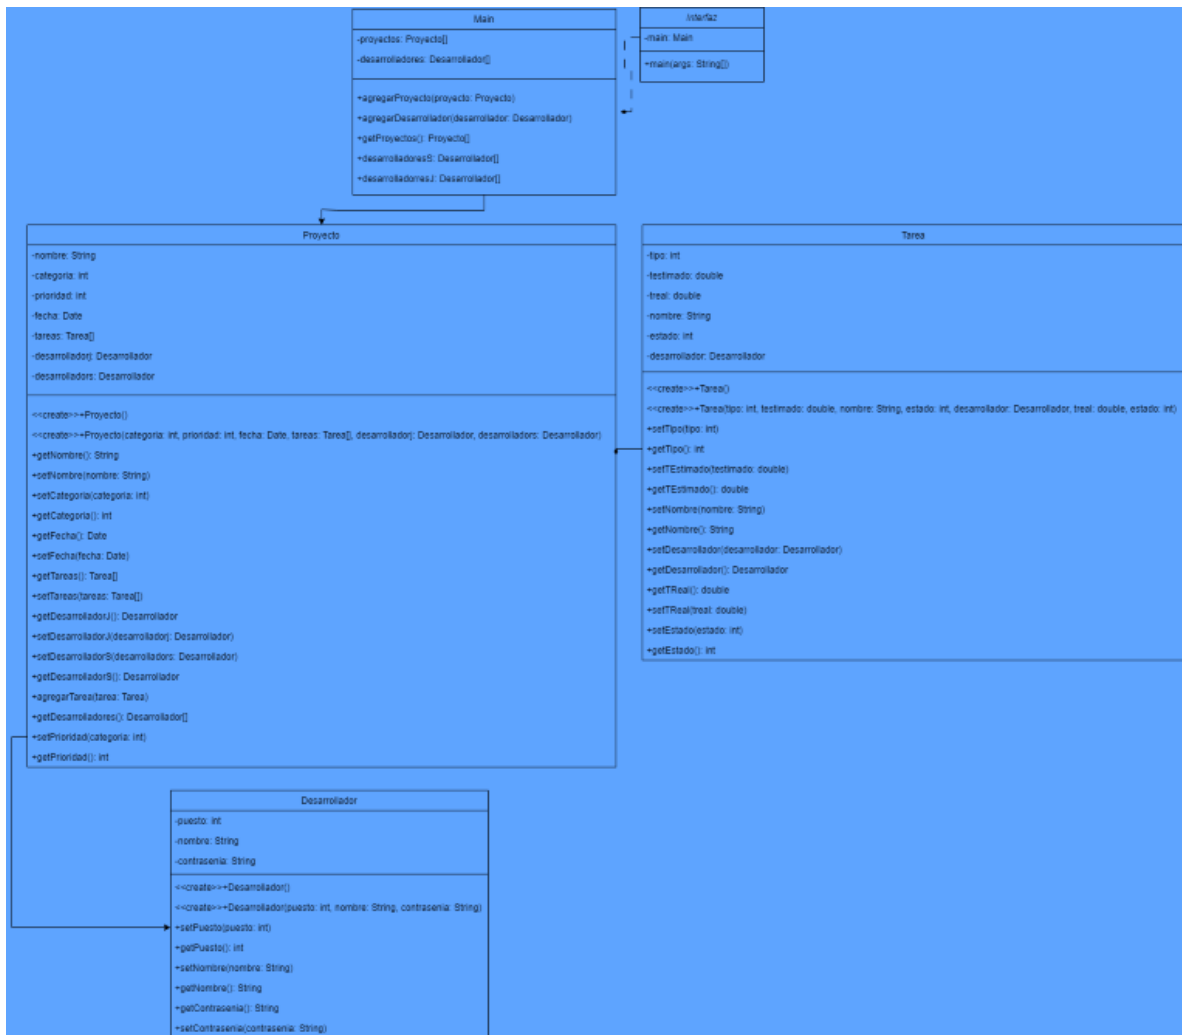 Main
-proyectos: Proyecto[]
-desarrolladores: Desarrollador[]
+agregarProyecto(proyecto: Proyecto)
+agregarDesarrollador(desarrollador: Desarrollador)
+getProyectos(): Proyecto[]
+desarrolladoresS: Desarrollador[]
+desarrolladorresJ: Desarrollador[]
Interfaz
-main: Main
+main(args: String[])
Proyecto
-nombre: String
-categoria: int
-prioridad: int
-fecha: Date
-tareas: Tarea[]
-desarrolladorj: Desarrollador
-desarrolladors: Desarrollador
<<create>>+Proyecto()
<<create>>+Proyecto(categoria: int, prioridad: int, fecha: Date, tareas: Tarea[], desarrolladorj: Desarrollador, desarrolladors: Desarrollador)
+getNombre(): String
+setNombre(nombre: String)
+setCategoria(categoria: int)
+getCategoria(): int
+getFecha(): Date
+setFecha(fecha: Date)
+getTareas(): Tarea[]
+setTareas(tareas: Tarea[])
+getDesarrolladorJ(): Desarrollador
+setDesarrolladorJ(desarrolladorj: Desarrollador)
+setDesarrolladorS(desarrolladors: Desarrollador)
+getDesarrolladorS(): Desarrollador
+agregarTarea(tarea: Tarea)
+getDesarrolladores(): Desarrollador[]
+setPrioridad(categoria: int)
+getPrioridad(): int
Tarea
-tipo: int
-testimado: double
-treal: double
-nombre: String
-estado: int
-desarrollador: Desarrollador
<<create>>+Tarea()
<<create>>+Tarea(tipo: int, testimado: double, nombre: String, estado: int, desarrollador: Desarrollador, treal: double, estado: int)
+setTipo(tipo: int)
+getTipo(): int
+setTEstimado(testimado: double)
+getTEstimado(): double
+setNombre(nombre: String)
+getNombre(): String
+setDesarrollador(desarrollador: Desarrollador)
+getDesarrollador(): Desarrollador
+getTReal(): double
+setTReal(treal: double)
+setEstado(estado: int)
+getEstado(): int
Desarrollador
-puesto: int
-nombre: String
-contrasenia: String
<<create>>+Desarrollador()
<<create>>+Desarrollador(puesto: int, nombre: String, contrasenia: String)
+setPuesto(puesto: int)
+getPuesto(): int
+setNombre(nombre: String)
+getNombre(): String
+getContrasenia(): String
+setContrasenia(contrasenia: String)